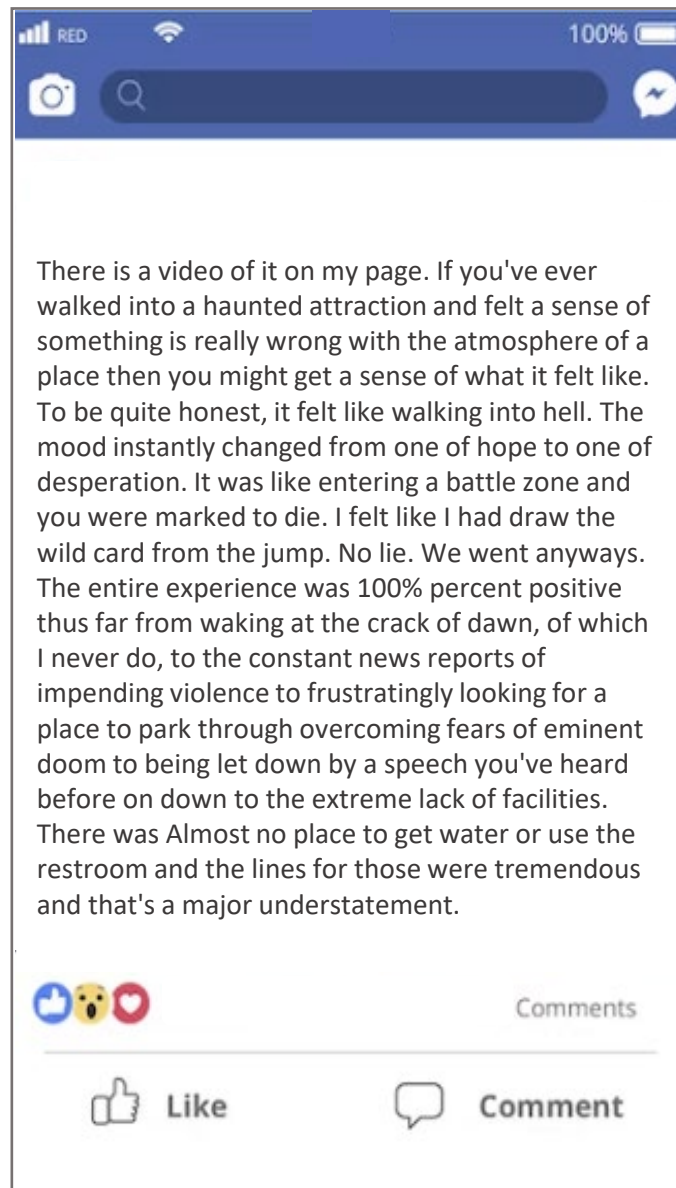 RED
100%
There is a video of it on my page. If you've ever
walked into a haunted attraction and felt a sense of
something is really wrong with the atmosphere of a
place then you might get a sense of what it felt like.
To be quite honest, it felt like walking into hell. The
mood instantly changed from one of hope to one of
desperation. It was like entering a battle zone and
you were marked to die. I felt like I had draw the
wild card from the jump. No lie. We went anyways.
The entire experience was 100% percent positive
thus far from waking at the crack of dawn, of which
I never do, to the constant news reports of
impending violence to frustratingly looking for a
place to park through overcoming fears of eminent
doom to being let down by a speech you've heard
before on down to the extreme lack of facilities.
There was Almost no place to get water or use the
restroom and the lines for those were tremendous
and that's a major understatement.
Comments
Like
Comment